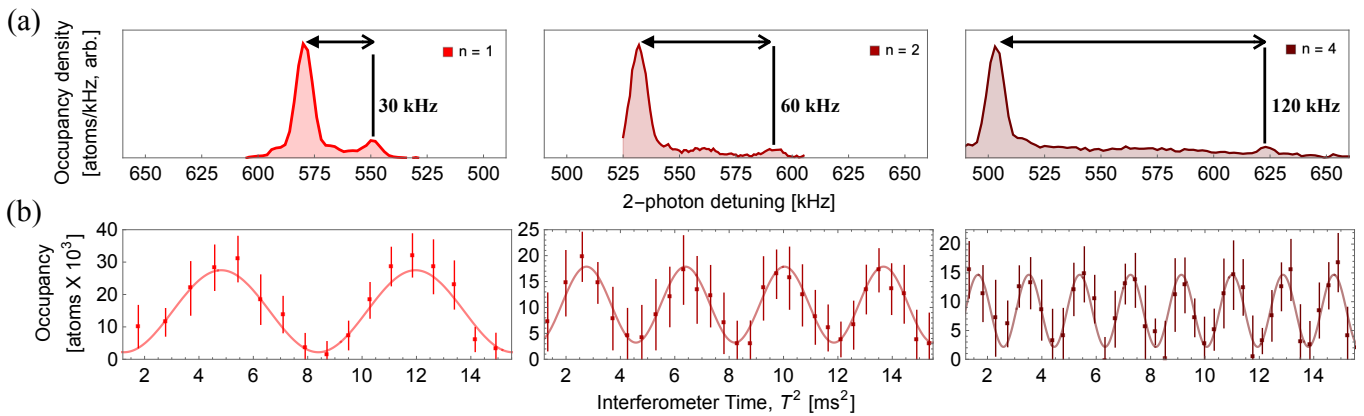 (a)
Occupancy density
[atoms/kHz, arb.]
n = 1
30 kHz
650 625 600 575 550 525 500
n = 2
60 kHz
500 525 550 575 600 625 650
n = 4
120 kHz
500 525 550 575 600 625 650
2−photon detuning [kHz]
(b)
Occupancy
[atoms X 10³]
40
30
20
10
0
2 4 6 8 10 12 14
25
20
15
10
5
0
2 4 6 8 10 12 14
20
15
10
5
0
2 4 6 8 10 12 14
Interferometer Time, T² [ms²]